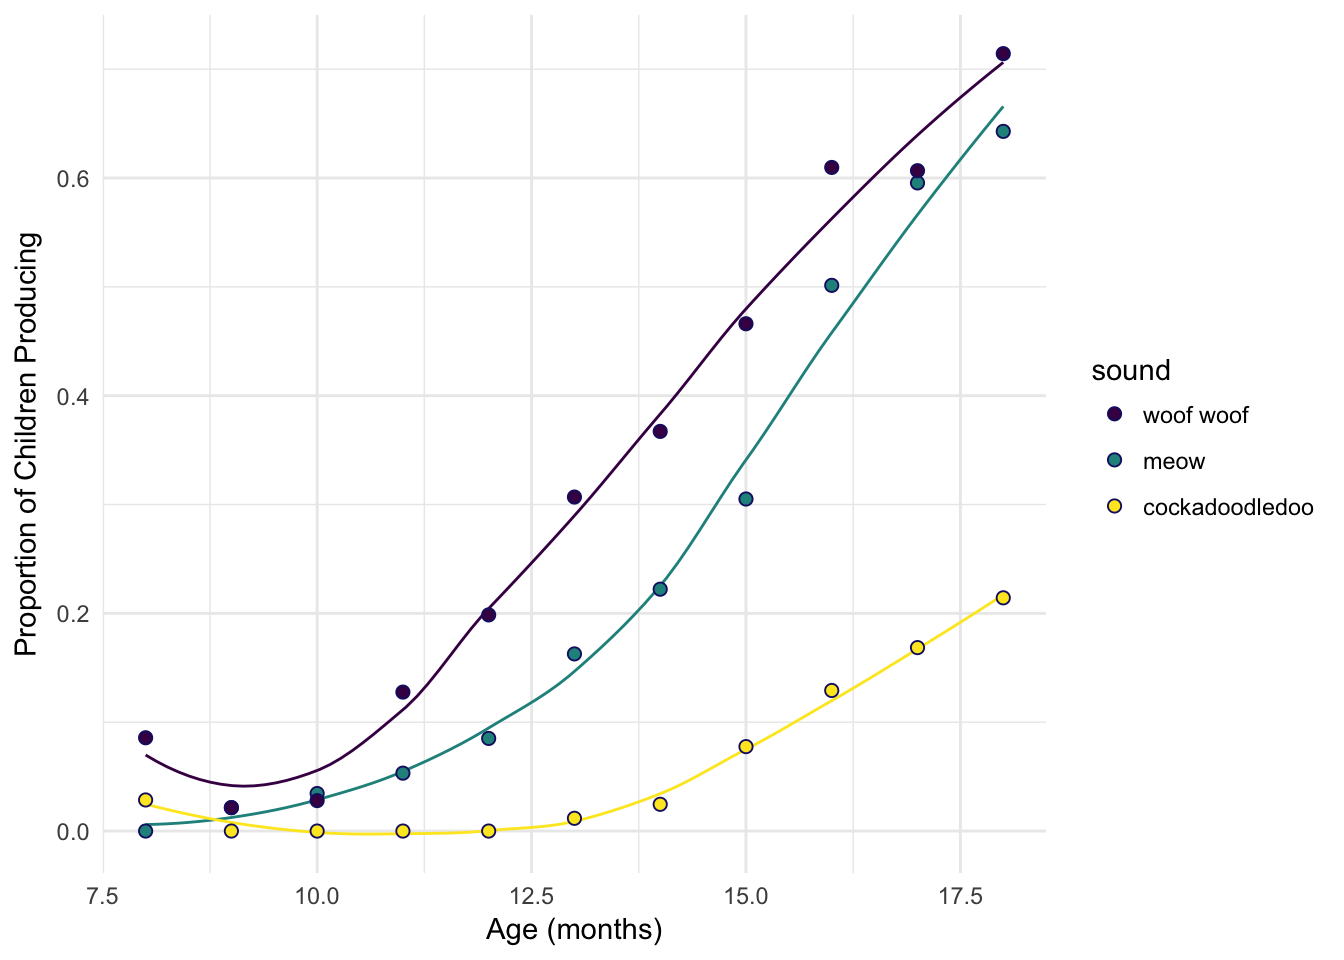 Proportion of Children Producing
0.6
0.4
0.2
0.0
7.5 10.0 12.5 15.0 17.5
Age (months)
sound
woof woof
meow
cockadoodledoo